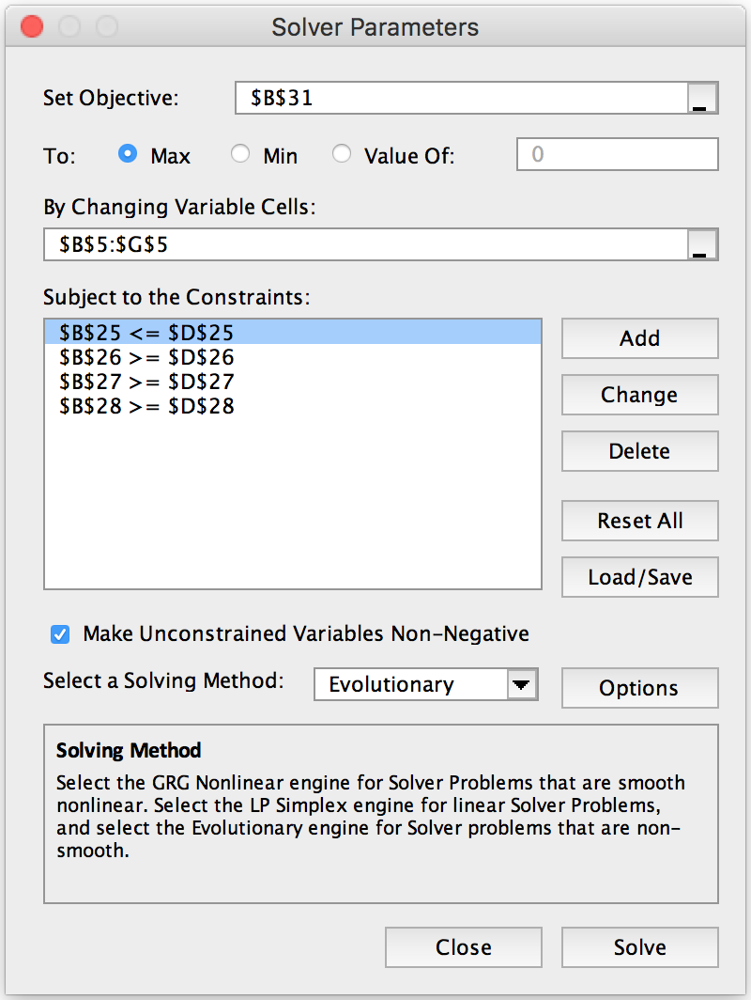 Solver Parameters
Set Objective: $B$31
To: Max Min Value Of: 0
By Changing Variable Cells:
$B$5:$G$5
Subject to the Constraints:
$B$25 <= $D$25
$B$26 >= $D$26
$B$27 >= $D$27
$B$28 >= $D$28
Add
Change
Delete
Reset All
Load/Save
Make Unconstrained Variables Non-Negative
Select a Solving Method: Evolutionary Options
Solving Method
Select the GRG Nonlinear engine for Solver Problems that are smooth
nonlinear. Select the LP Simplex engine for linear Solver Problems,
and select the Evolutionary engine for Solver problems that are non-
smooth.
Close Solve